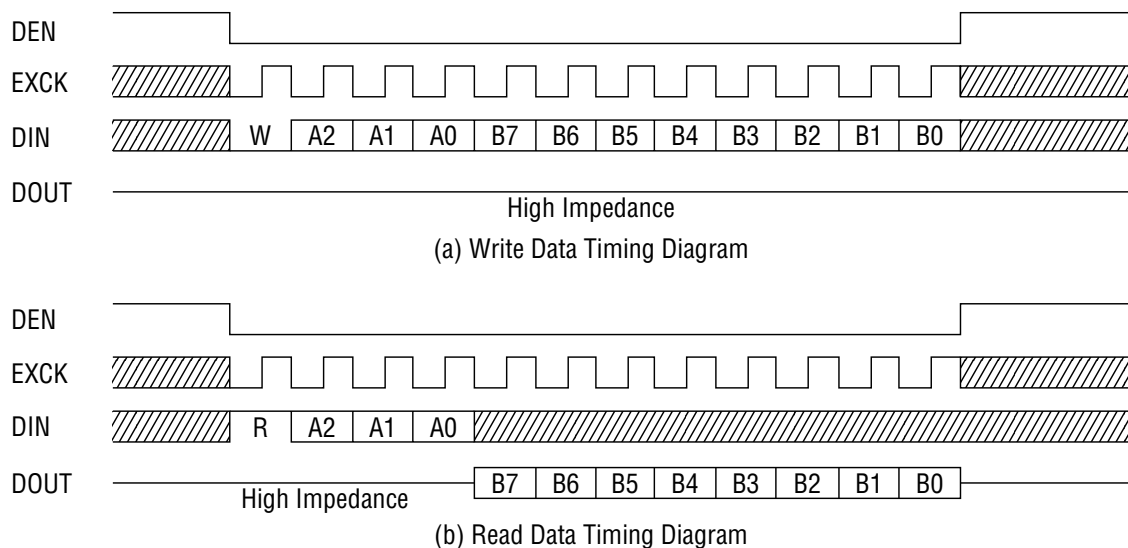 DEN
EXCK
DIN W A2 A1 A0 B7 B6 B5 B4 B3 B2 B1 B0
DOUT
High Impedance
(a) Write Data Timing Diagram
DEN
EXCK
DIN R A2 A1 A0
DOUT B7 B6 B5 B4 B3 B2 B1 B0
High Impedance
(b) Read Data Timing Diagram